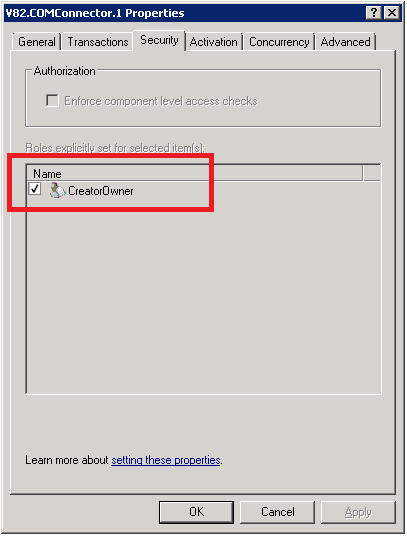 V82.COMConnector.1 Properties
General Transactions Security Activation Concurrency Advanced
Authorization
Enforce component level access checks
Roles explicitly set for selected item(s):
Name
CreatorOwner
Learn more about setting these properties.
OK Cancel Apply